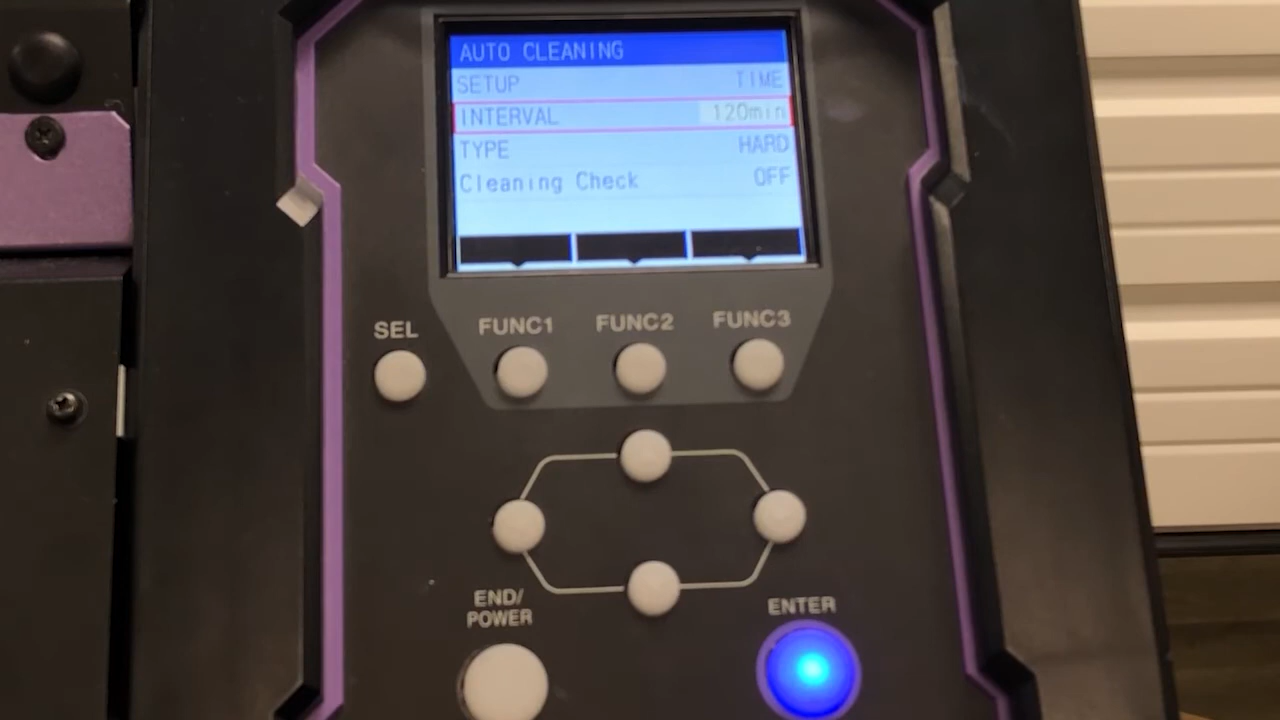 AUTO CLEANING
SETUP TIME
INTERVAL 120min
TYPE HARD
Cleaning Check OFF
SEL FUNC1 FUNC2 FUNC3
END/
POWER
ENTER